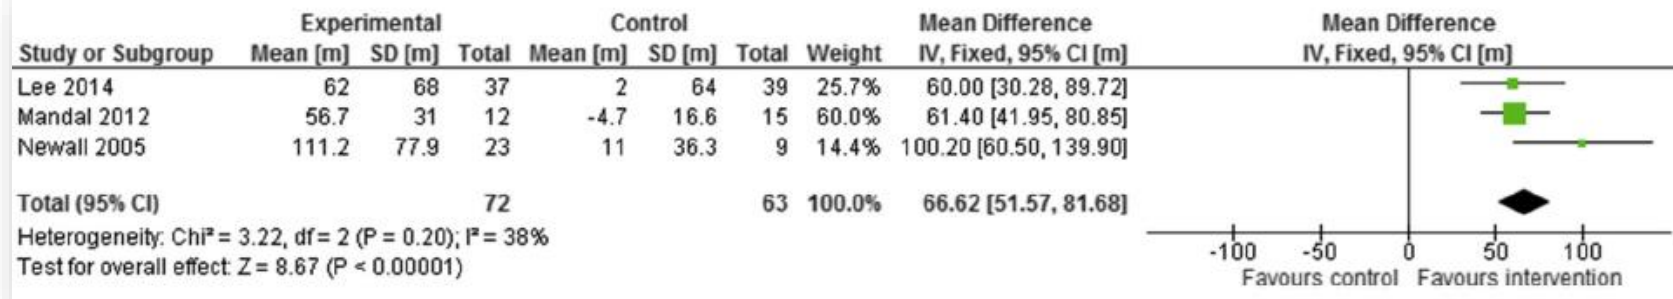 Experimental Control Mean Difference Mean Difference
Study or Subgroup Mean [m] SD [m] Total Mean [m] SD [m] Total Weight IV, Fixed, 95% CI [m] IV, Fixed, 95% CI [m]
Lee 2014 62 68 37 2 64 39 25.7% 60.00 [30.28, 89.72]
Mandal 2012 56.7 31 12 -4.7 16.6 15 60.0% 61.40 [41.95, 80.85]
Newall 2005 111.2 77.9 23 11 36.3 9 14.4% 100.20 [60.50, 139.90]
Total (95% CI) 72 63 100.0% 66.62 [51.57, 81.68]
Heterogeneity: Chi² = 3.22, df = 2 (P = 0.20); I² = 38%
Test for overall effect: Z = 8.67 (P < 0.00001)
-100 -50 0 50 100
Favours control Favours intervention